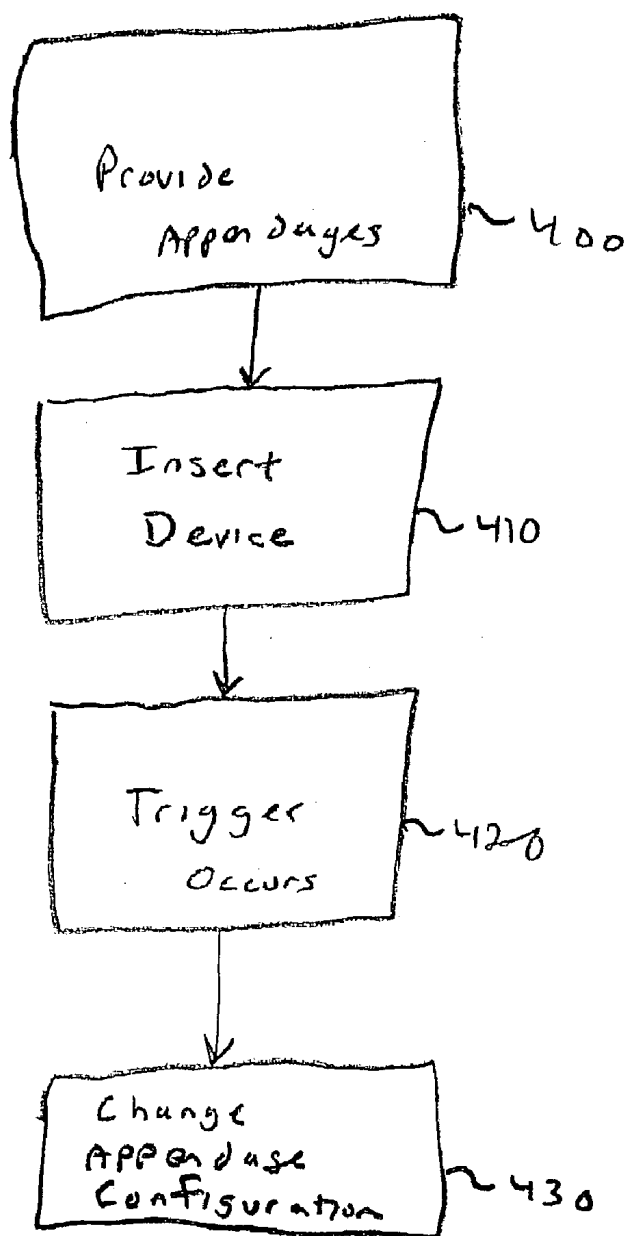 Provide
Appendages
400
Insert
Device
410
Trigger
Occurs
420
Change
Appendage
Configuration
430